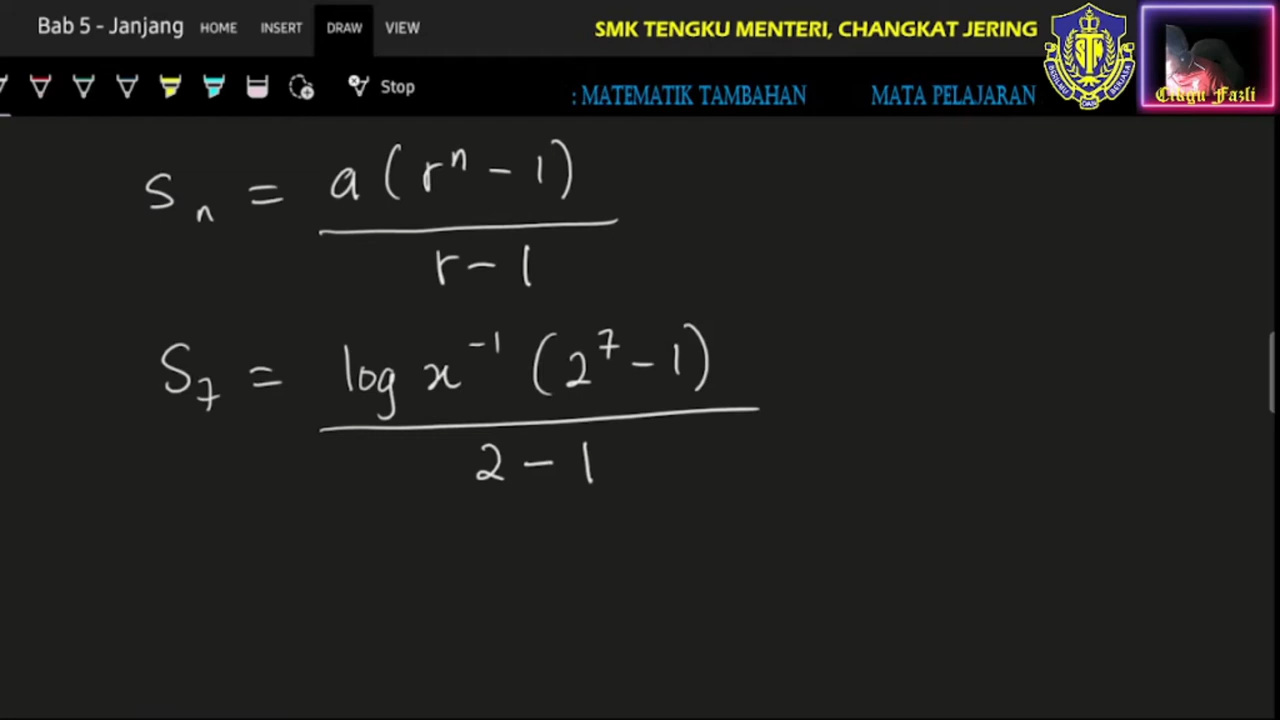 Bab 5 - Janjang HOME INSERT DRAW VIEW
SMK TENGKU MENTERI, CHANGKAT JERING
Stop
: MATEMATIK TAMBAHAN MATA PELAJARAN
Cikgu Fazli
Sₙ = a(rⁿ - 1)
r - 1
S₇ = log x⁻¹ (2⁷ - 1)
2 - 1